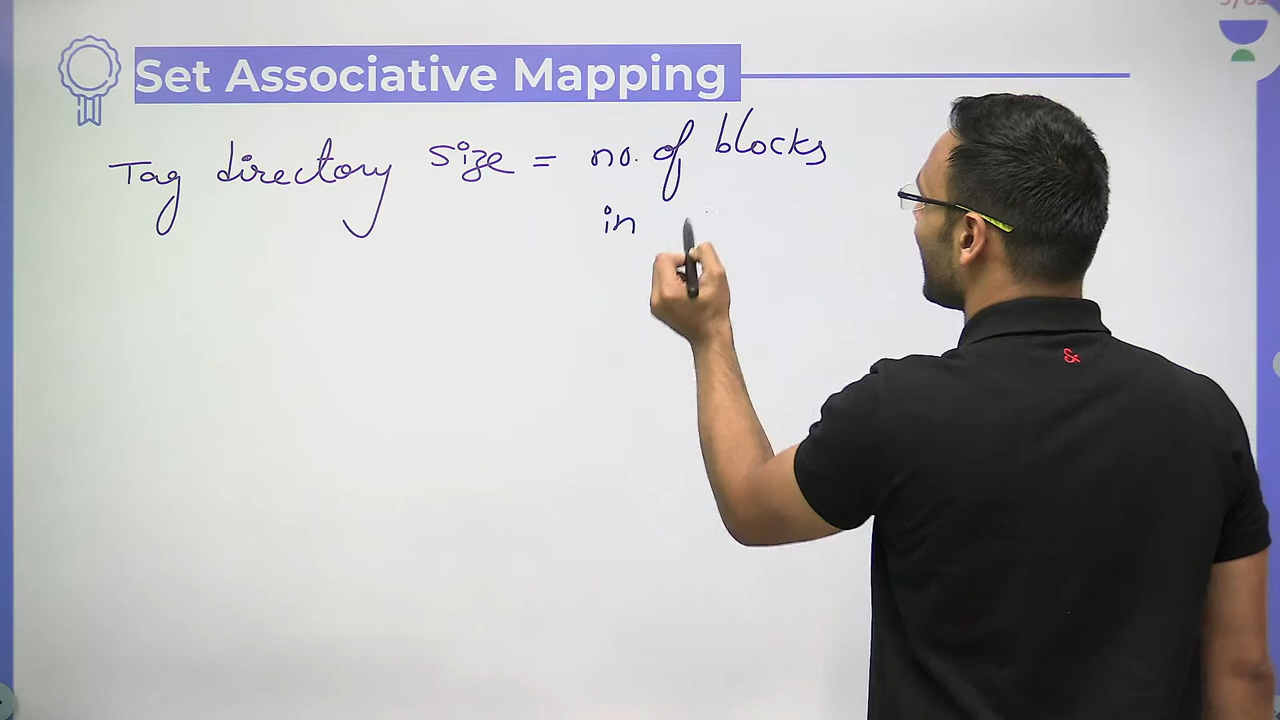 Set Associative Mapping
Tag directory size = no. of blocks
in
&